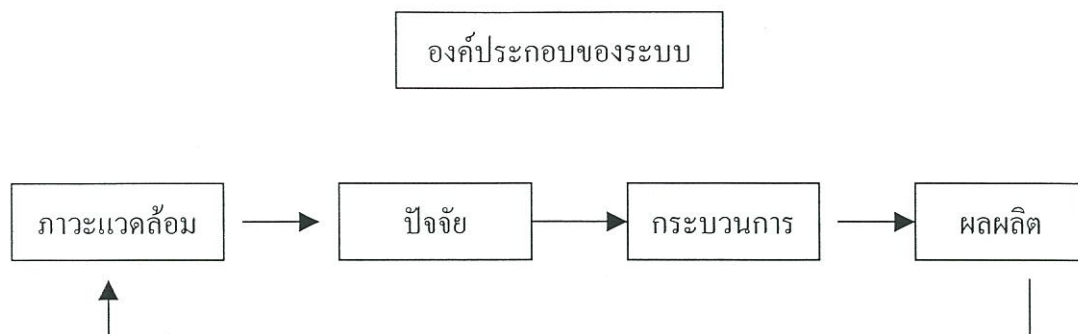 องค์ประกอบของระบบ
ภาวะแวดล้อม
ปัจจัย
กระบวนการ
ผลผลิต